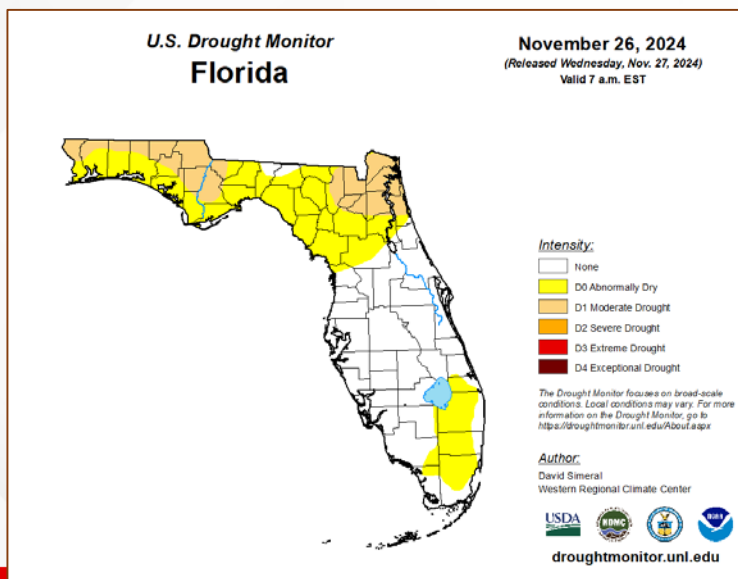 U.S. Drought Monitor
Florida
November 26, 2024
(Released Wednesday, Nov. 27, 2024)
Valid 7 a.m. EST
Intensity:
None
D0 Abnormally Dry
D1 Moderate Drought
D2 Severe Drought
D3 Extreme Drought
D4 Exceptional Drought
The Drought Monitor focuses on broad-scale
conditions. Local conditions may vary. For more
information on the Drought Monitor, go to
https://droughtmonitor.unl.edu/About.aspx
Author:
David Simeral
Western Regional Climate Center
USDA
NDMC
droughtmonitor.unl.edu